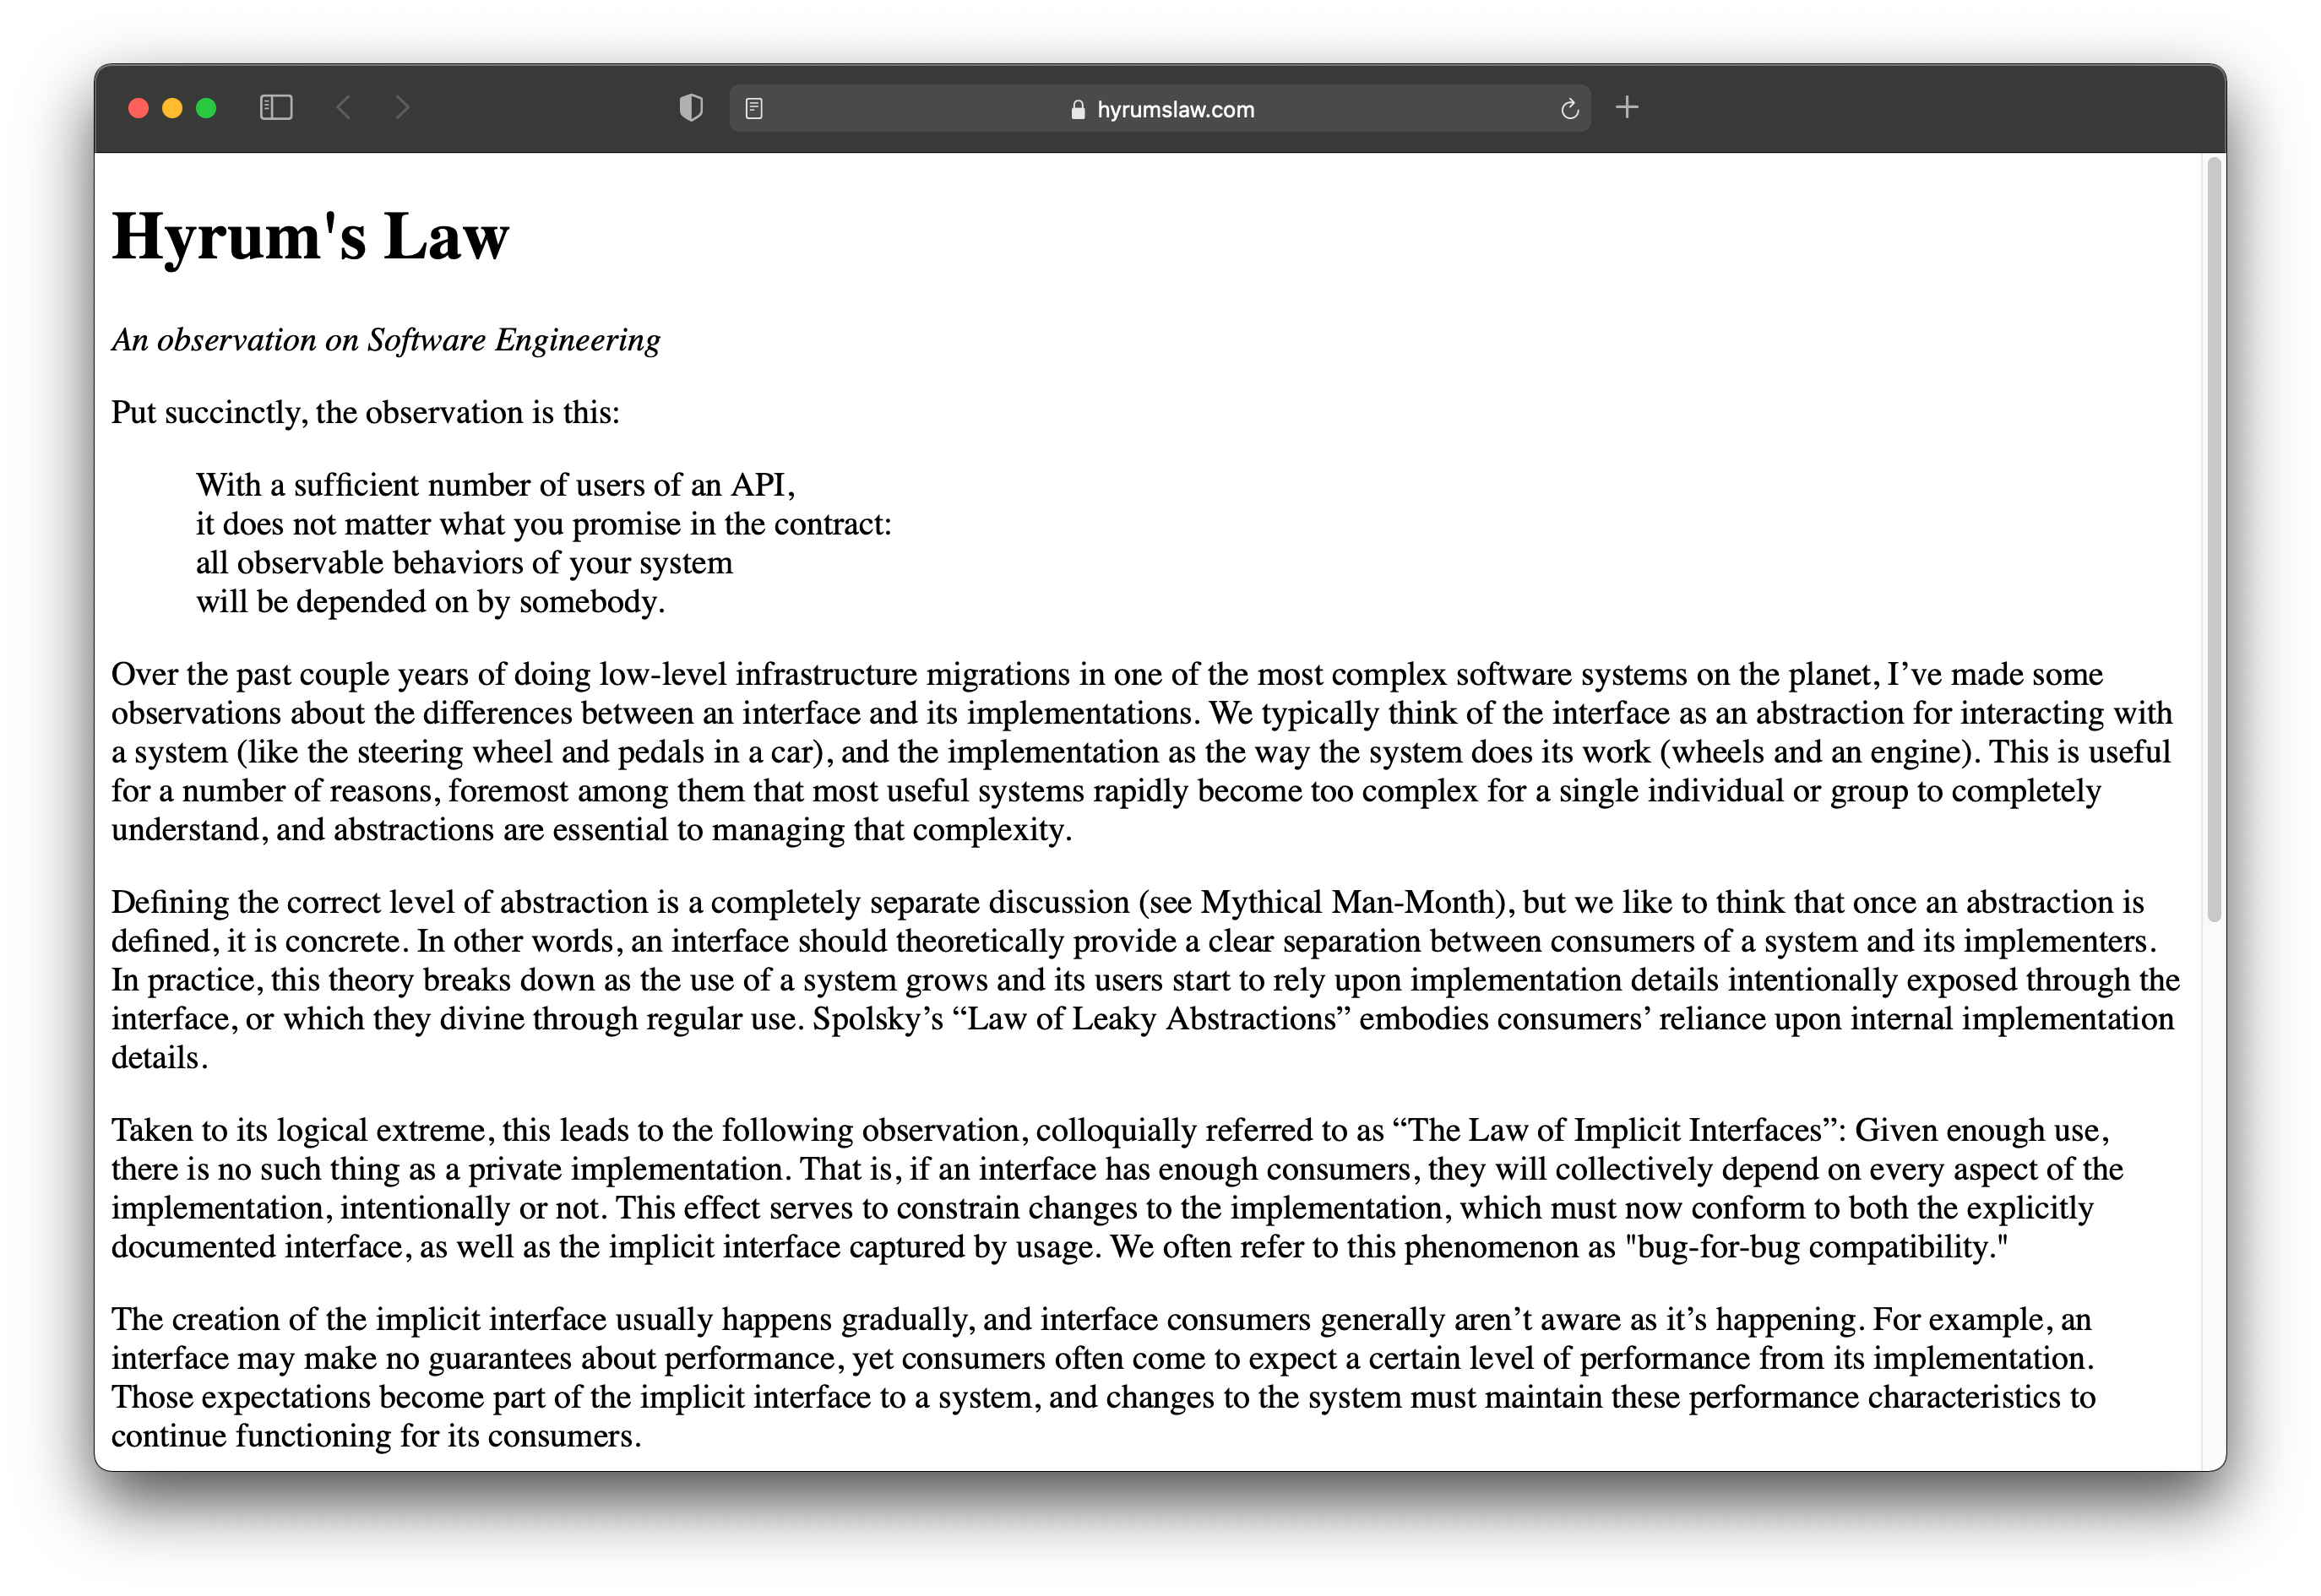 hyrumslaw.com
Hyrum's Law
An observation on Software Engineering
Put succinctly, the observation is this:
With a sufficient number of users of an API,
it does not matter what you promise in the contract:
all observable behaviors of your system
will be depended on by somebody.
Over the past couple years of doing low-level infrastructure migrations in one of the most complex software systems on the planet, I’ve made some
observations about the differences between an interface and its implementations. We typically think of the interface as an abstraction for interacting with
a system (like the steering wheel and pedals in a car), and the implementation as the way the system does its work (wheels and an engine). This is useful
for a number of reasons, foremost among them that most useful systems rapidly become too complex for a single individual or group to completely
understand, and abstractions are essential to managing that complexity.
Defining the correct level of abstraction is a completely separate discussion (see Mythical Man-Month), but we like to think that once an abstraction is
defined, it is concrete. In other words, an interface should theoretically provide a clear separation between consumers of a system and its implementers.
In practice, this theory breaks down as the use of a system grows and its users start to rely upon implementation details intentionally exposed through the
interface, or which they divine through regular use. Spolsky’s “Law of Leaky Abstractions” embodies consumers’ reliance upon internal implementation
details.
Taken to its logical extreme, this leads to the following observation, colloquially referred to as “The Law of Implicit Interfaces”: Given enough use,
there is no such thing as a private implementation. That is, if an interface has enough consumers, they will collectively depend on every aspect of the
implementation, intentionally or not. This effect serves to constrain changes to the implementation, which must now conform to both the explicitly
documented interface, as well as the implicit interface captured by usage. We often refer to this phenomenon as "bug-for-bug compatibility."
The creation of the implicit interface usually happens gradually, and interface consumers generally aren’t aware as it’s happening. For example, an
interface may make no guarantees about performance, yet consumers often come to expect a certain level of performance from its implementation.
Those expectations become part of the implicit interface to a system, and changes to the system must maintain these performance characteristics to
continue functioning for its consumers.